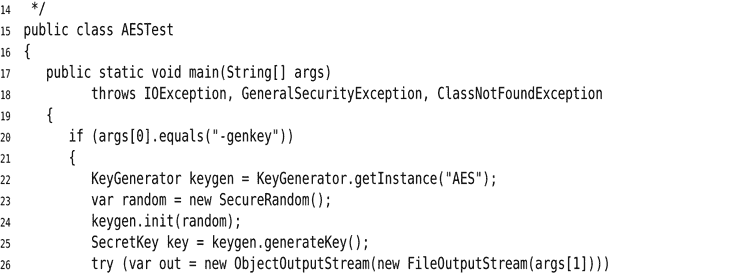 14 */
15 public class AESTest
16 {
17 public static void main(String[] args)
18 throws IOException, GeneralSecurityException, ClassNotFoundException
19 {
20 if (args[0].equals("-genkey"))
21 {
22 KeyGenerator keygen = KeyGenerator.getInstance("AES");
23 var random = new SecureRandom();
24 keygen.init(random);
25 SecretKey key = keygen.generateKey();
26 try (var out = new ObjectOutputStream(new FileOutputStream(args[1])))